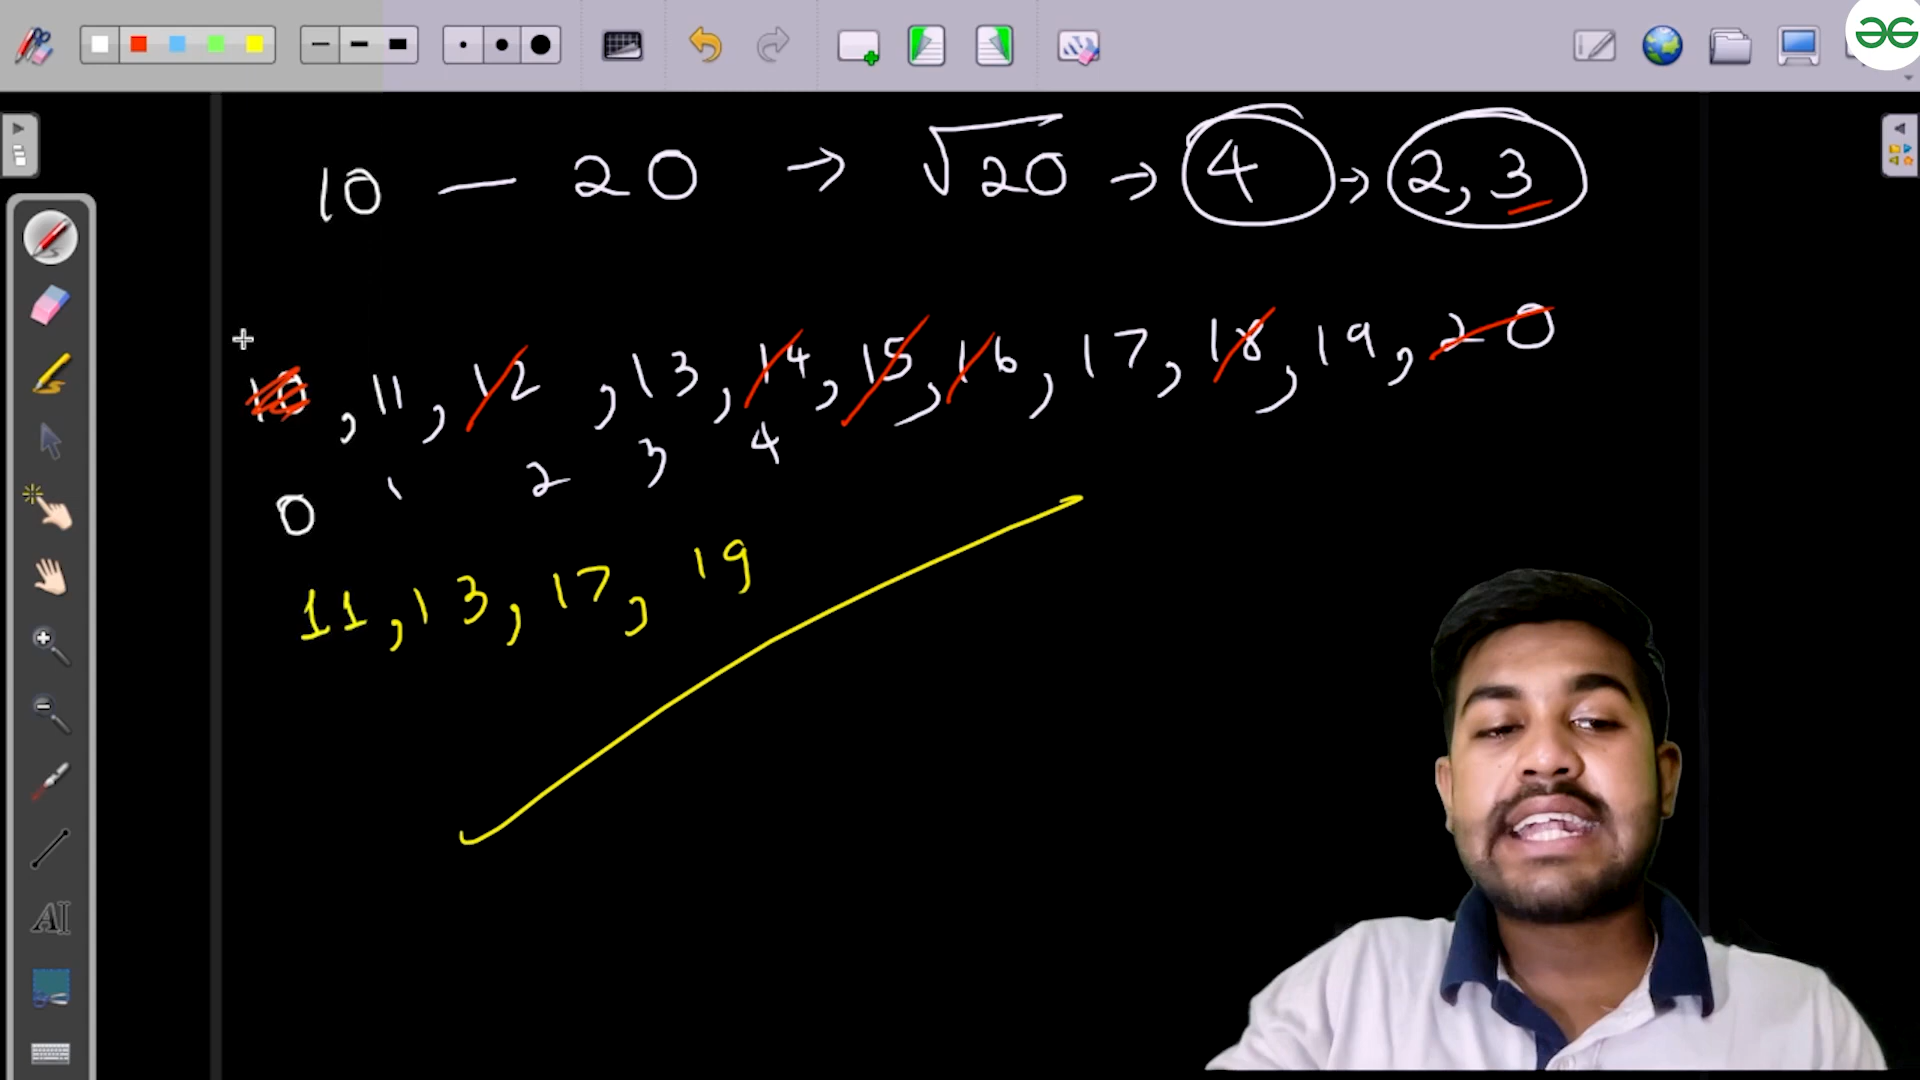 10 — 20 → √20 → 4 → 2, 3
10, 11, 12, 13, 14, 15, 16, 17, 18, 19, 20
0 1 2 3 4
11, 13, 17, 19
AI